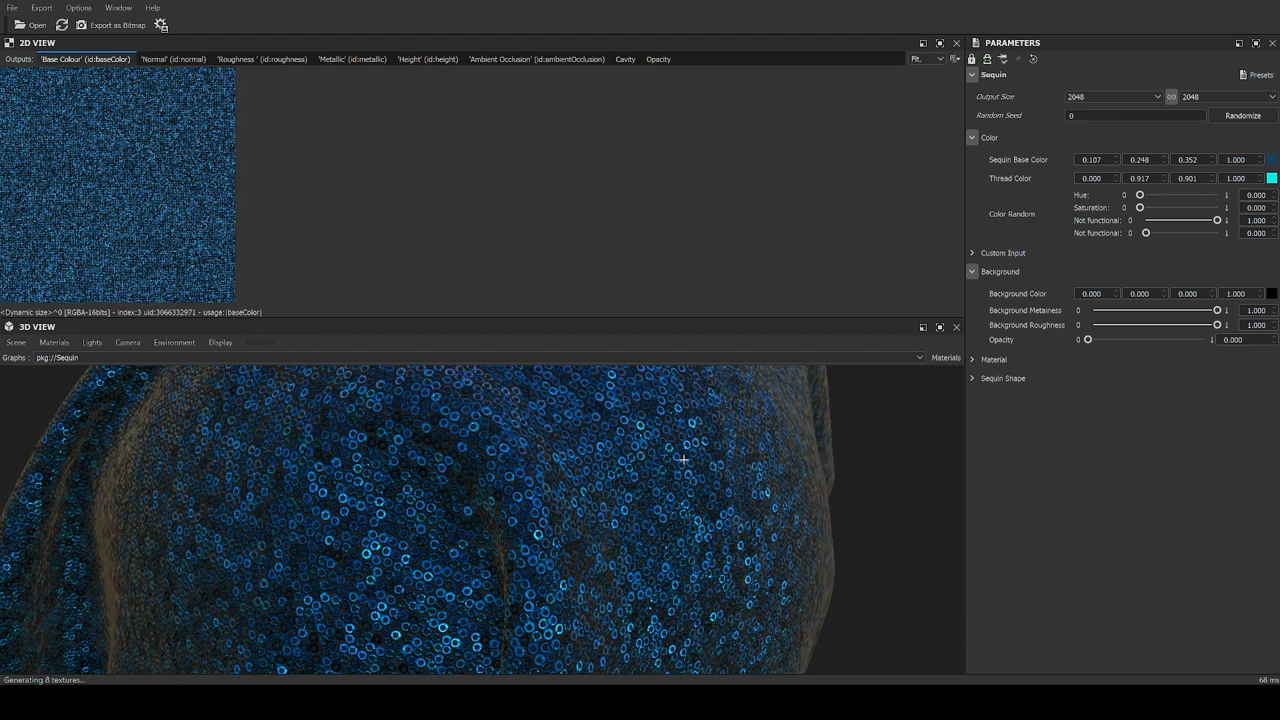 File Export Options Window Help
Open Export as Bitmap
2D VIEW
Outputs: 'Base Colour' (id:baseColor) 'Normal' (id:normal) 'Roughness ' (id:roughness) 'Metallic' (id:metallic) 'Height' (id:height) 'Ambient Occlusion' (id:ambientOcclusion) Cavity Opacity Fit.
<Dynamic size>^0 [RGBA-16bits] - index:3 uid:3066332971 - usage:|baseColor|
3D VIEW
Scene Materials Lights Camera Environment Display
Graphs : pkg://Sequin Materials
Generating 8 textures... 68 ms
PARAMETERS
Sequin Presets
Output Size 2048 2048
Random Seed 0 Randomize
Color
Sequin Base Color 0.107 0.248 0.352 1.000
Thread Color 0.000 0.917 0.901 1.000
Color Random
Hue: 0 1 0.000
Saturation: 0 1 0.000
Not functional: 0 1 1.000
Not functional: 0 1 0.000
Custom Input
Background
Background Color 0.000 0.000 0.000 1.000
Background Metalness 0 1 1.000
Background Roughness 0 1 1.000
Opacity 0 1 0.000
Material
Sequin Shape